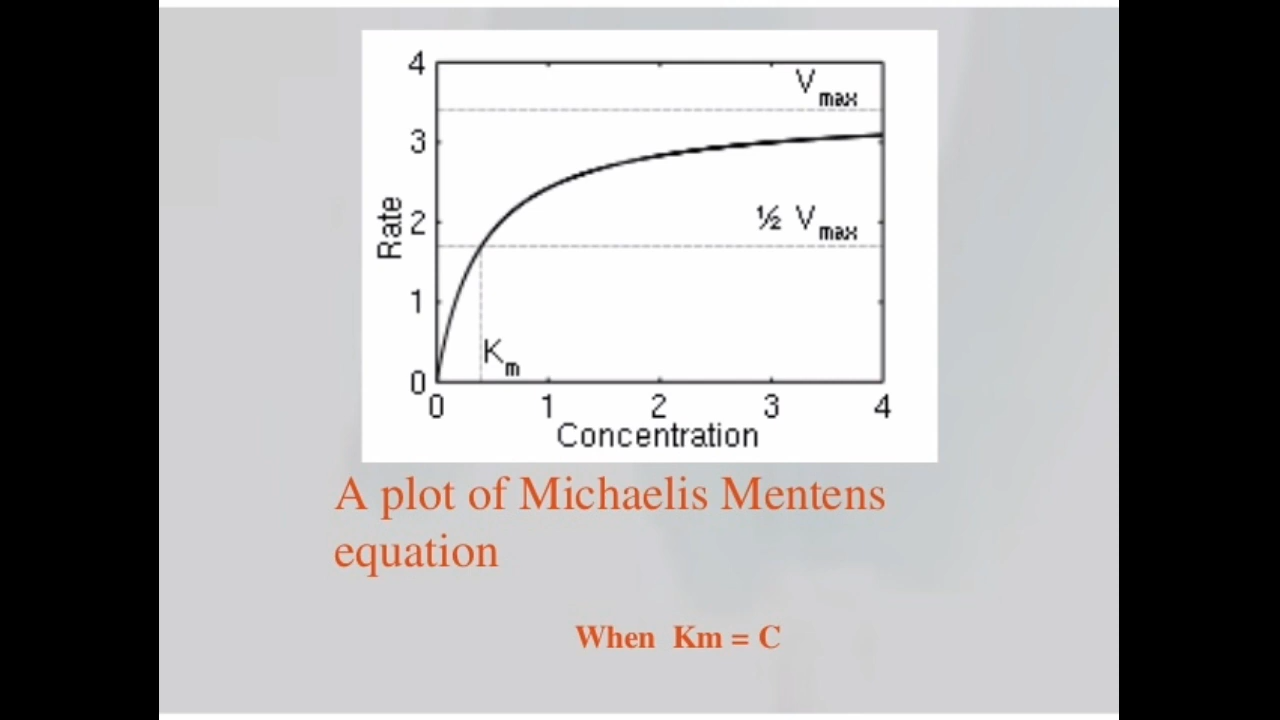 4
V max
3
Rate
2
½ V max
1
K m
0
0 1 2 3 4
Concentration
A plot of Michaelis Mentens
equation
When Km = C